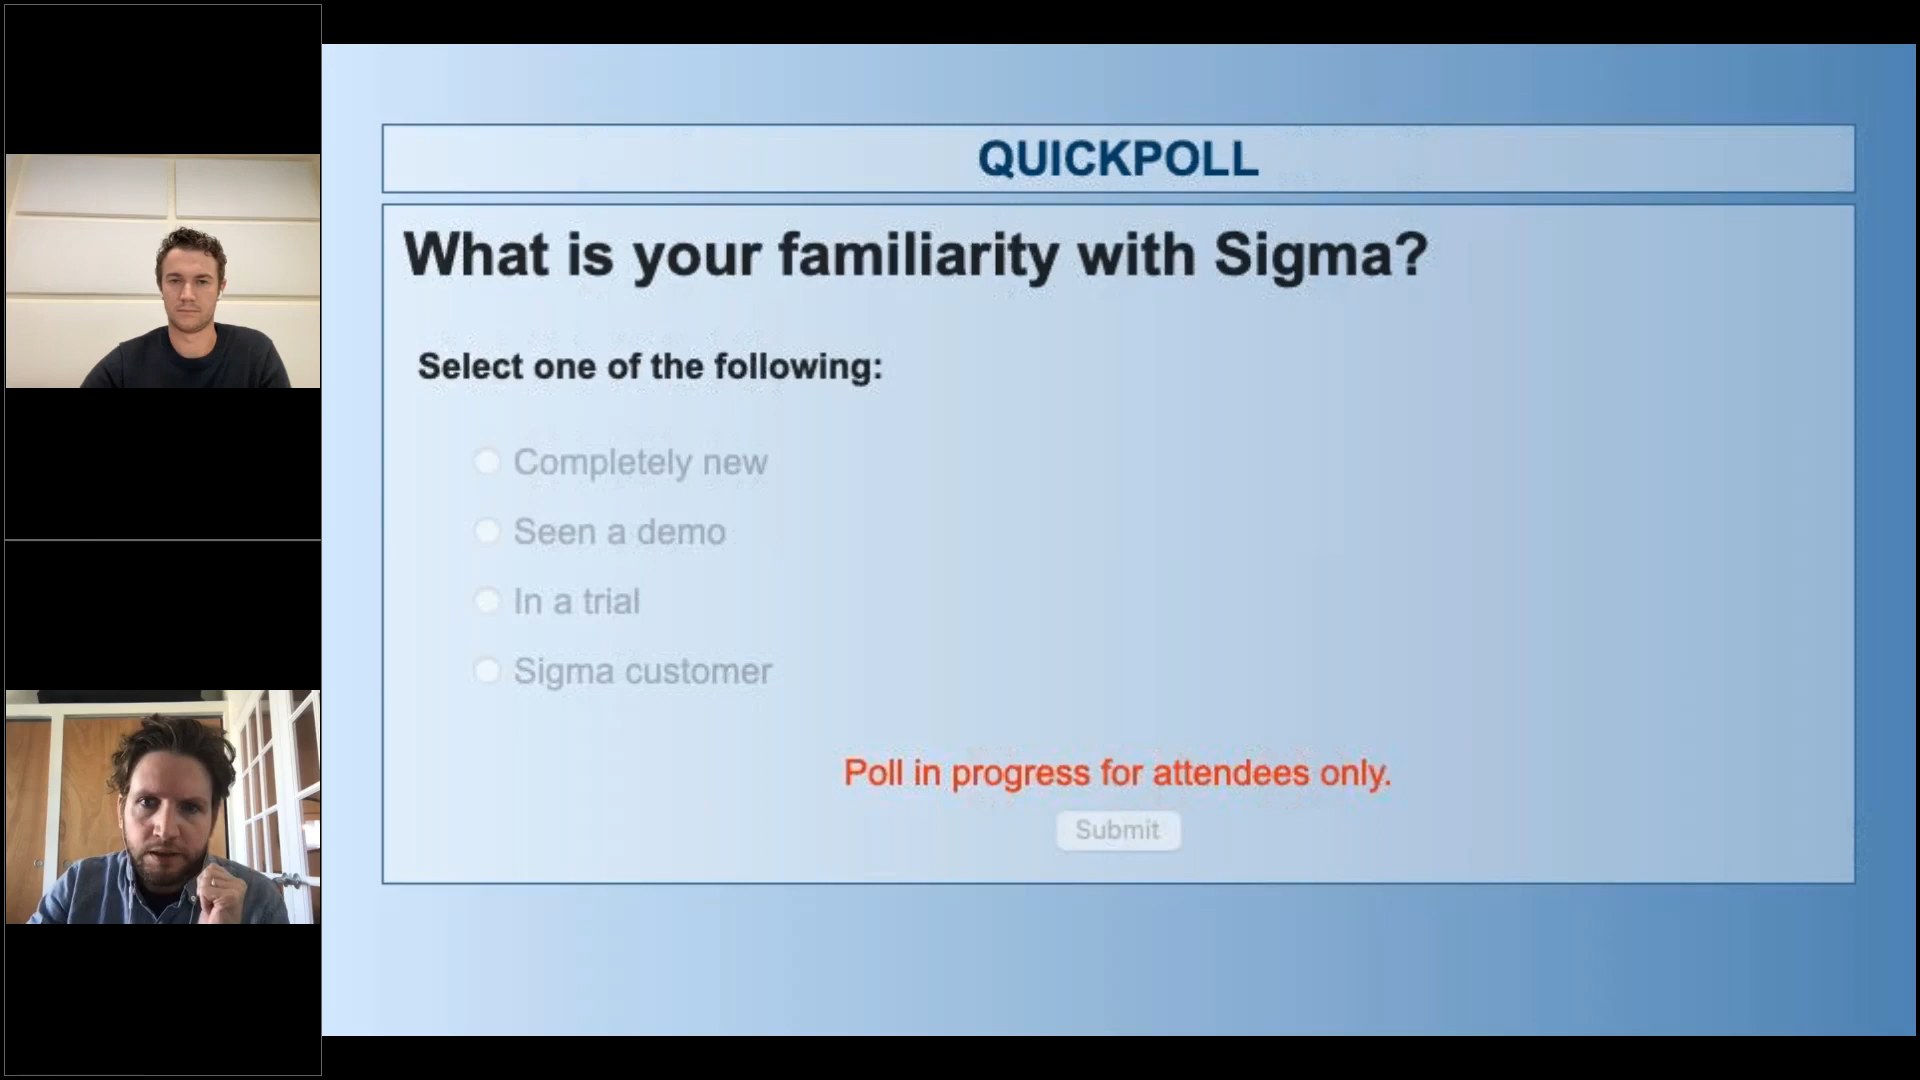 QUICKPOLL
What is your familiarity with Sigma?
Select one of the following:
Completely new
Seen a demo
In a trial
Sigma customer
Poll in progress for attendees only.
Submit